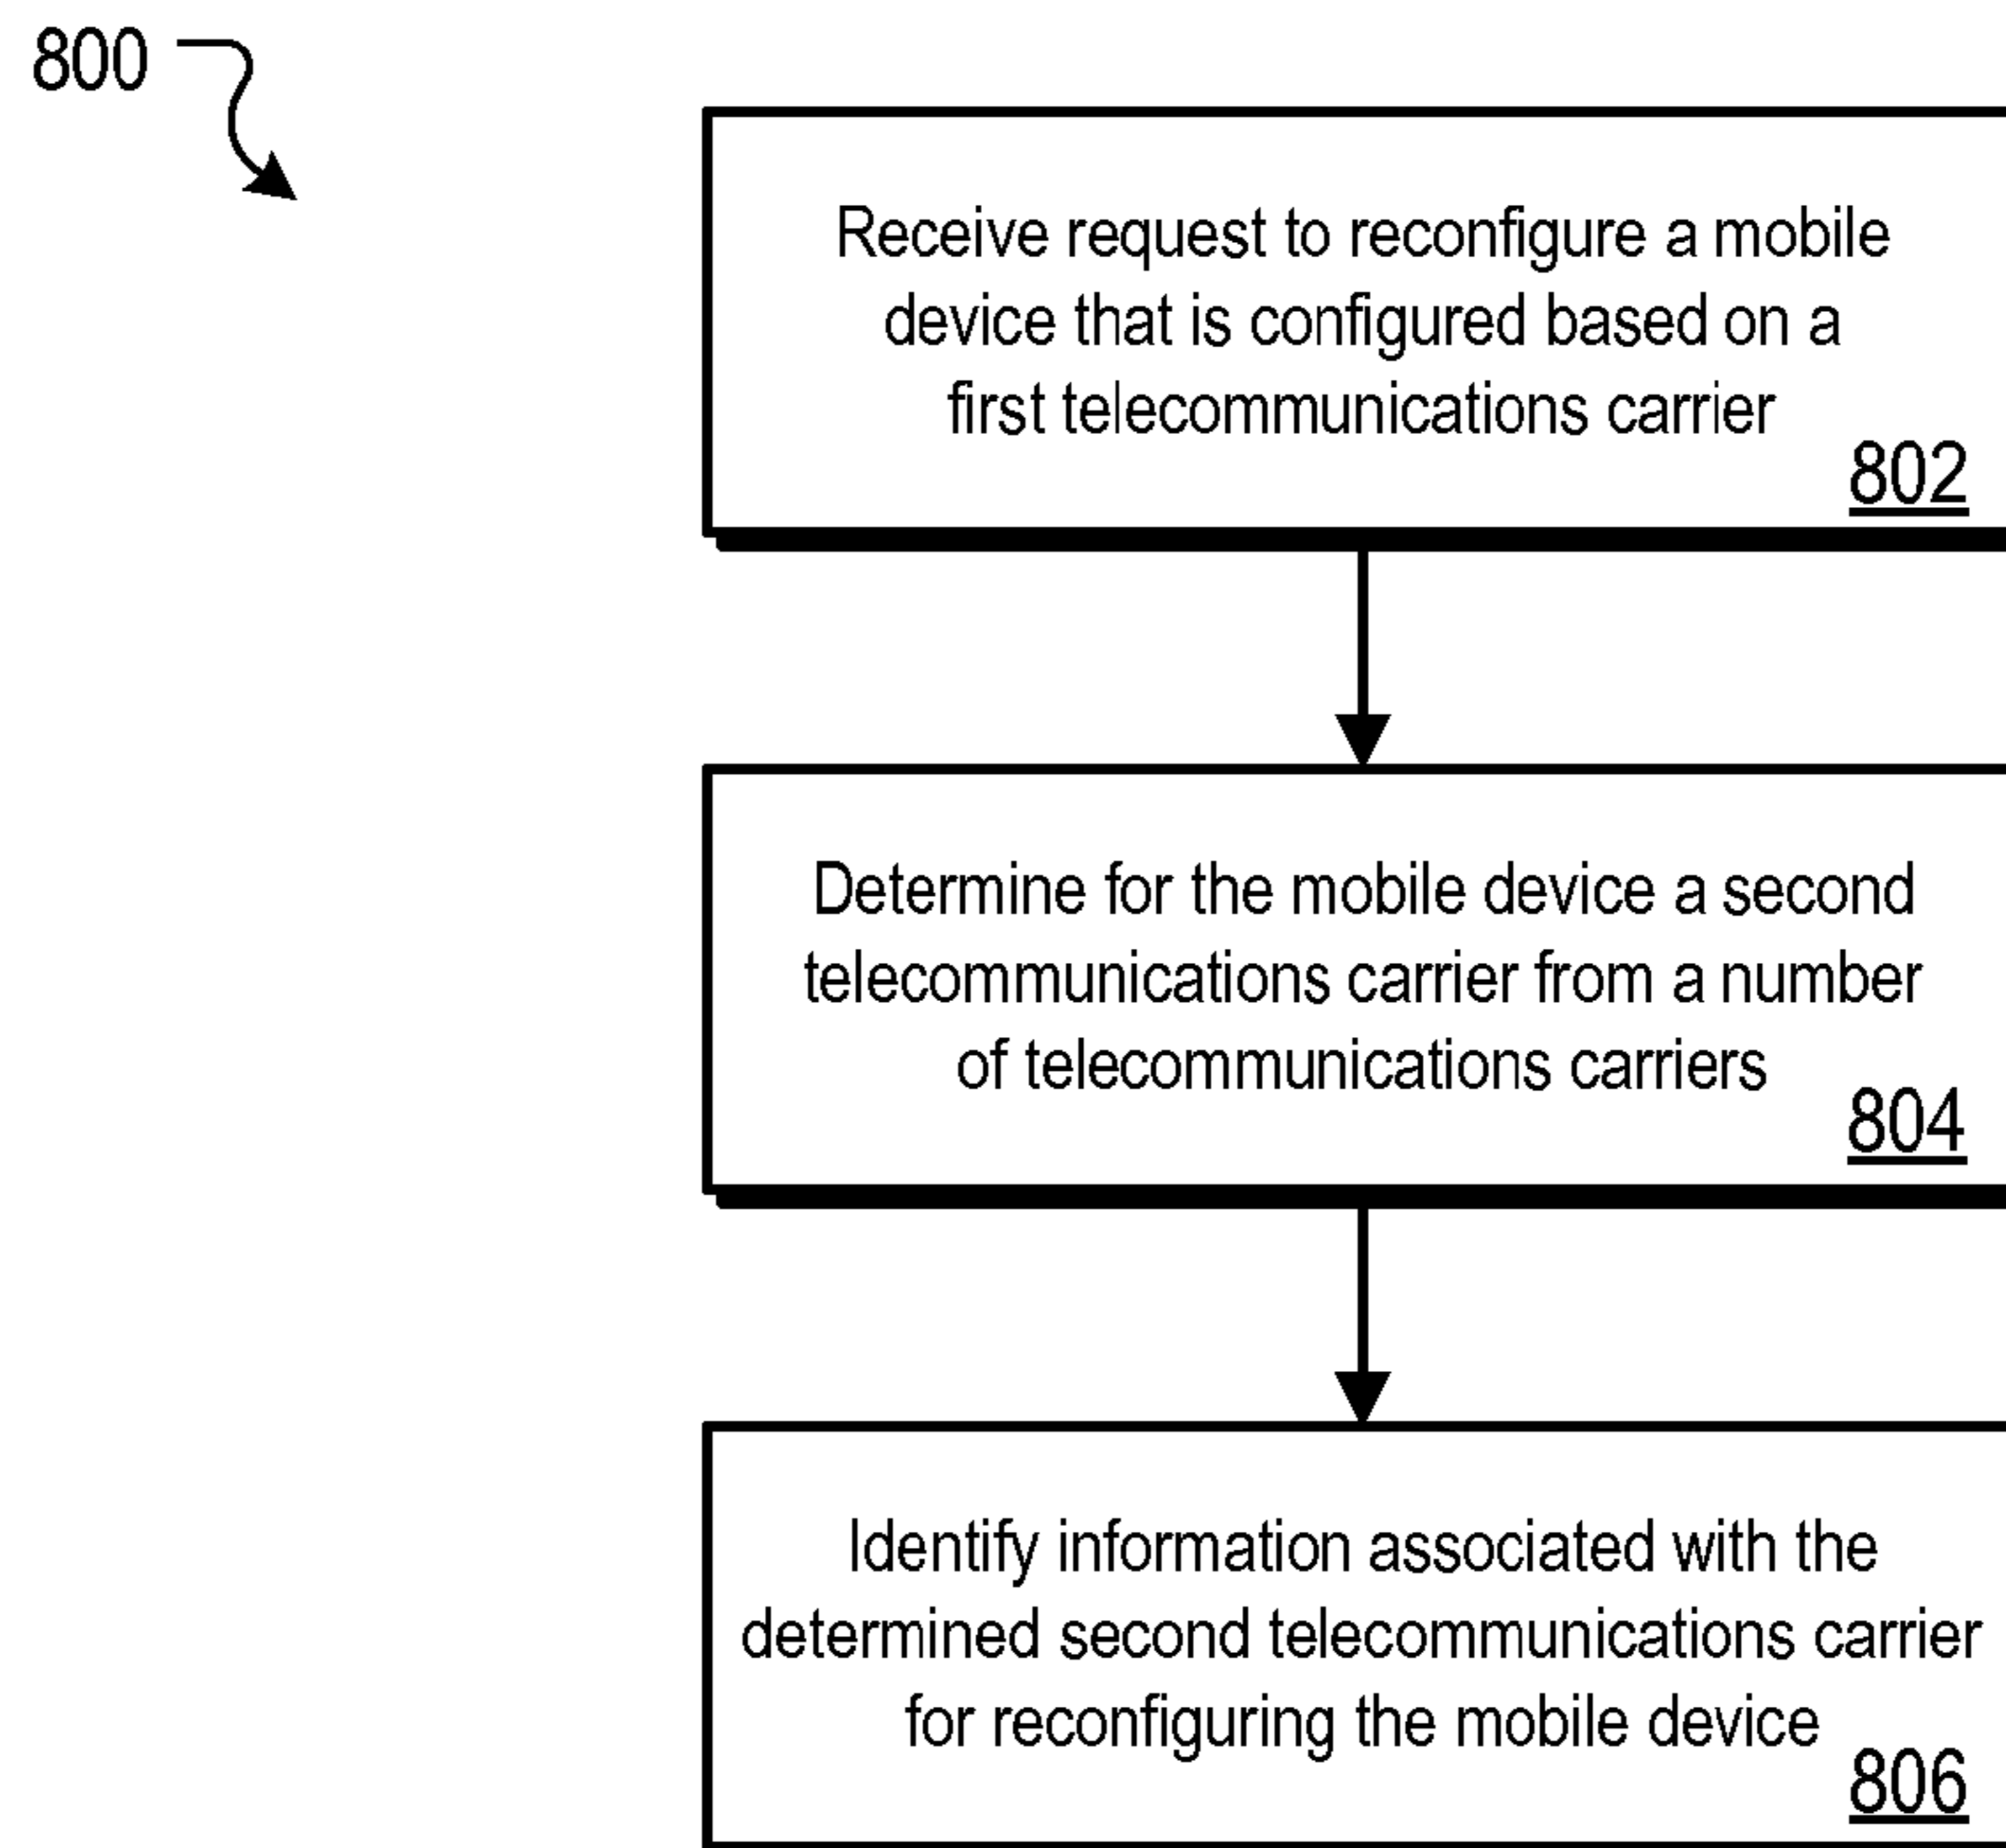 800
Receive request to reconfigure a mobile
device that is configured based on a
first telecommunications carrier
802
Determine for the mobile device a second
telecommunications carrier from a number
of telecommunications carriers
804
Identify information associated with the
determined second telecommunications carrier
for reconfiguring the mobile device
806